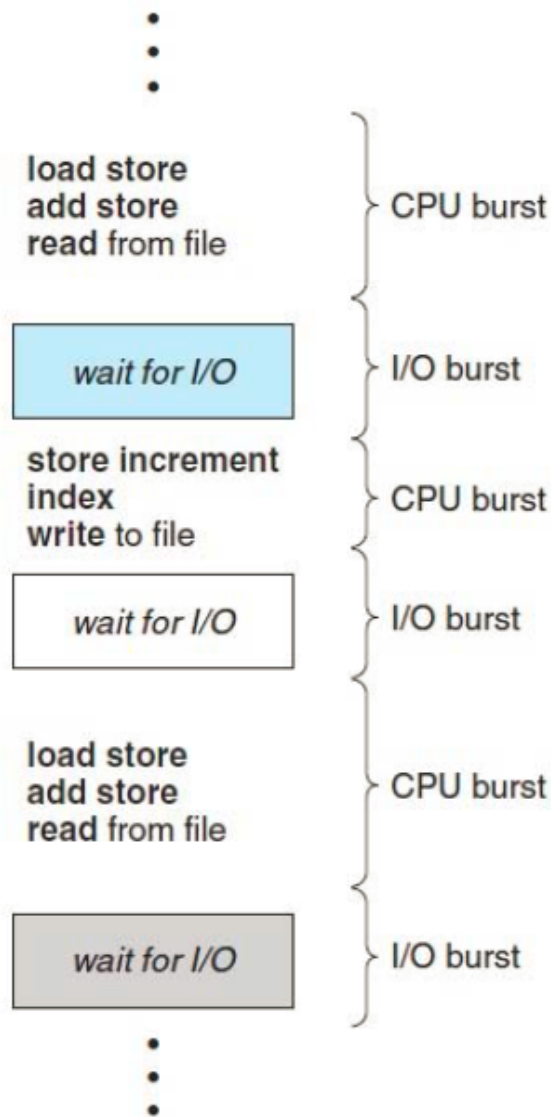 load store
add store
read from file
CPU burst
wait for I/O
I/O burst
store increment
index
write to file
CPU burst
wait for I/O
I/O burst
load store
add store
read from file
CPU burst
wait for I/O
I/O burst